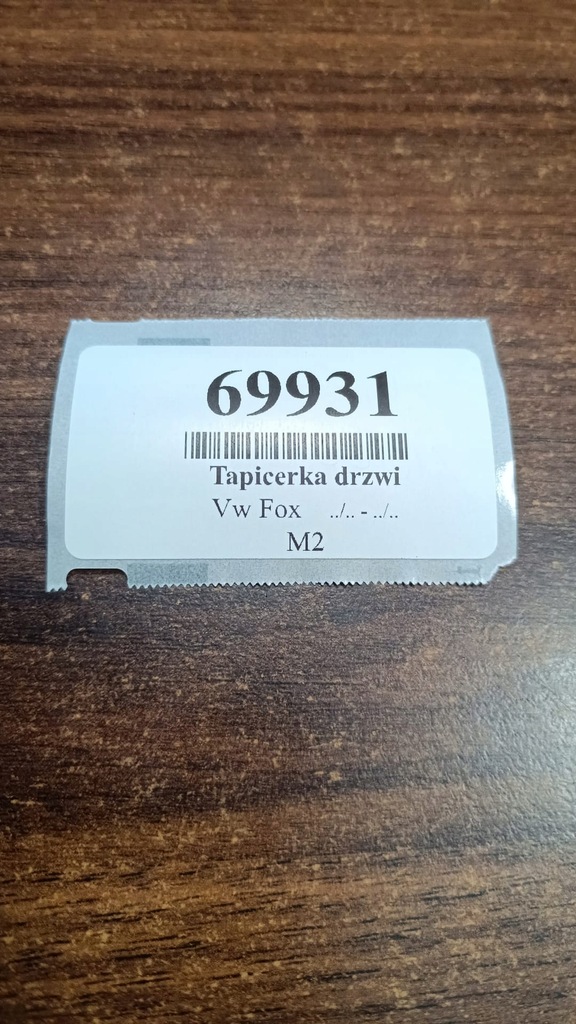 69931
Tapicerka drzwi
Vw Fox ../.. - ../..
M2